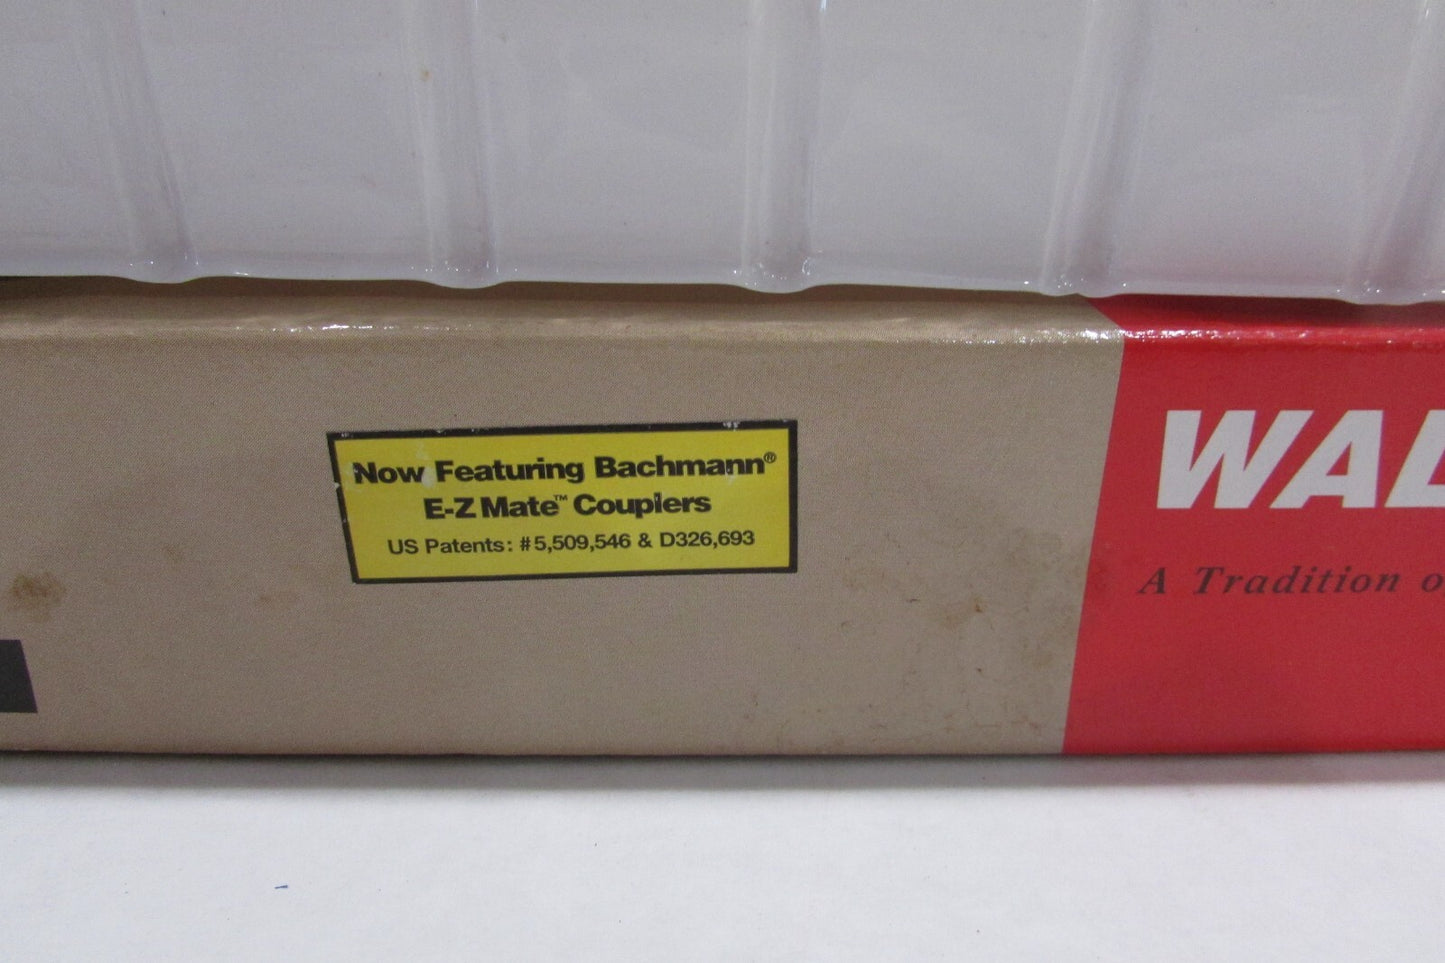 Now Featuring Bachmann®
E-Z Mate™ Couplers
US Patents: #5,509,546 & D326,693
WAL
A Tradition o